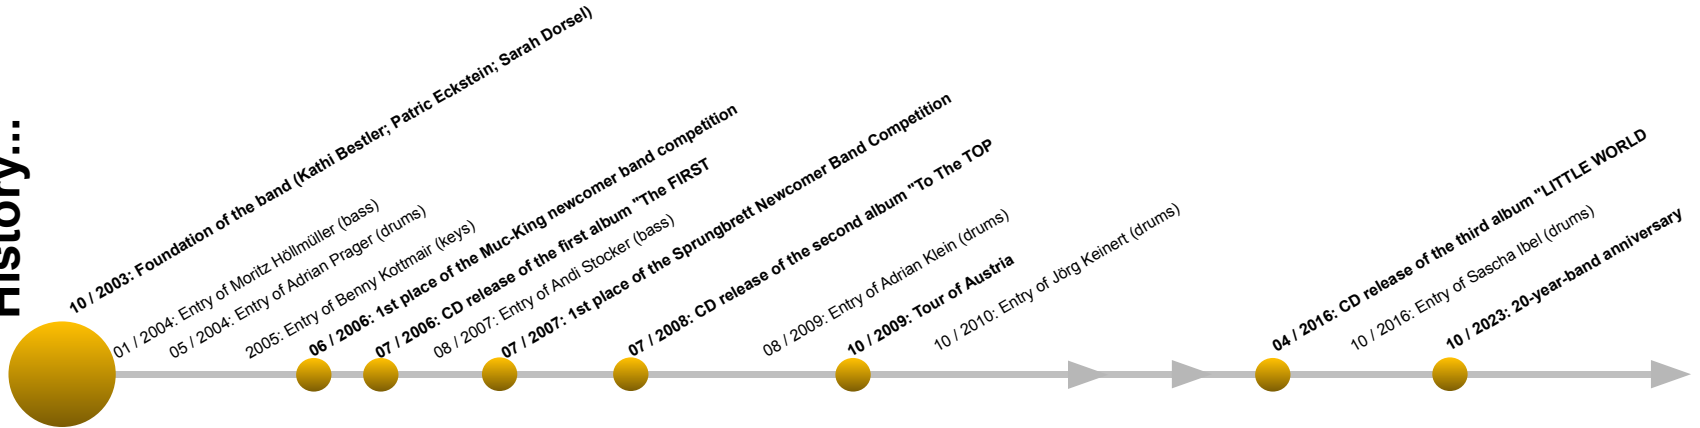 History...
10 / 2003: Foundation of the band (Kathi Bestler; Patric Eckstein; Sarah Dorsel)
01 / 2004: Entry of Moritz Höllmüller (bass)
05 / 2004: Entry of Adrian Prager (drums)
2005: Entry of Benny Kottmair (keys)
06 / 2006: 1st place of the Muc-King newcomer band competition
07 / 2006: CD release of the first album "The FIRST
08 / 2007: Entry of Andi Stocker (bass)
07 / 2007: 1st place of the Sprungbrett Newcomer Band Competition
07 / 2008: CD release of the second album "To The TOP
08 / 2009: Entry of Adrian Klein (drums)
10 / 2009: Tour of Austria
10 / 2010: Entry of Jörg Keinert (drums)
04 / 2016: CD release of the third album "LITTLE WORLD
10 / 2016: Entry of Sascha Ibel (drums)
10 / 2023: 20-year-band anniversary